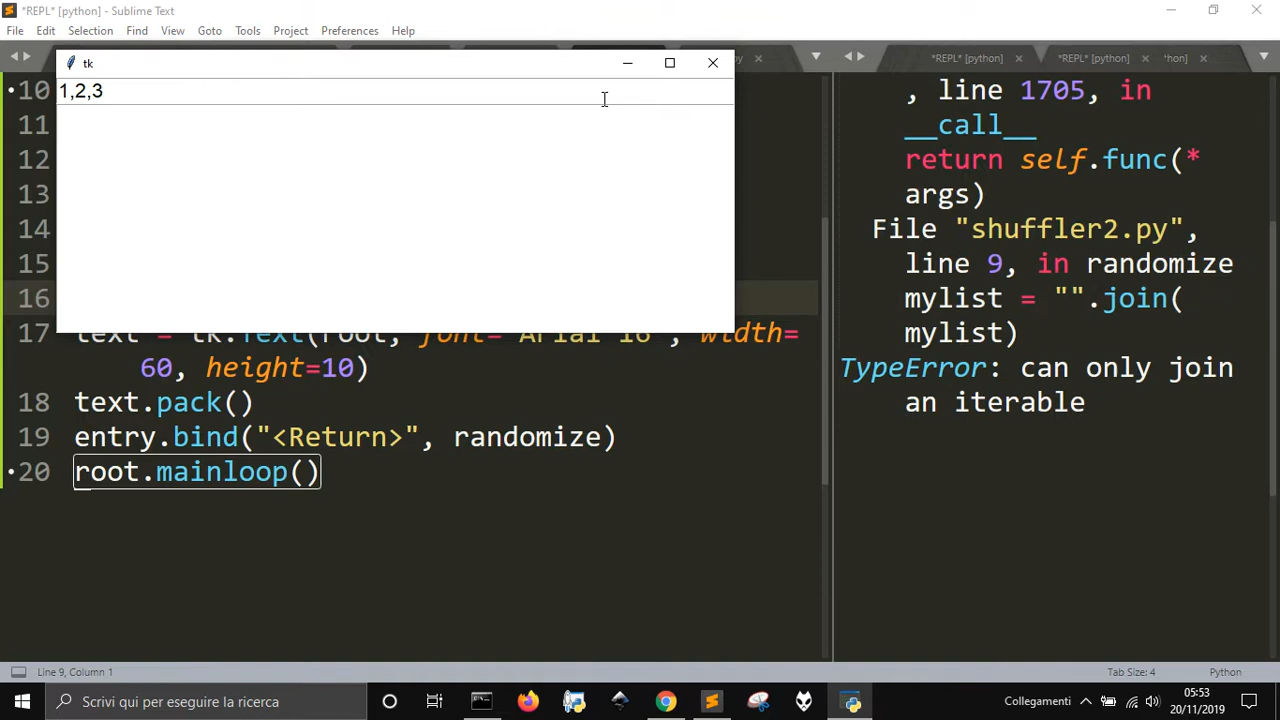 *REPL* [python] - Sublime Text
File Edit Selection Find View Goto Tools Project Preferences Help
*REPL* [python] × *REPL* [python] × 'hon] ×
tk
1,2,3
10
11
12
13
14
15
16
17 text = tk.Text(root, font="Arial 16", width=
60, height=10)
18 text.pack()
19 entry.bind("<Return>", randomize)
20 root.mainloop()
, line 1705, in
__call__
return self.func(*
args)
File "shuffler2.py",
line 9, in randomize
mylist = "".join(
mylist)
TypeError: can only join
an iterable
Line 9, Column 1
Tab Size: 4 Python
Scrivi qui per eseguire la ricerca
Collegamenti
05:53
20/11/2019